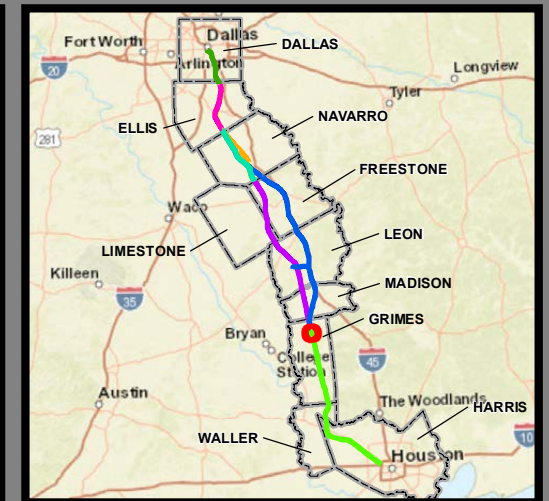 Dallas
Fort Worth
DALLAS
Arlington
20
Longview
Tyler
NAVARRO
ELLIS
281
FREESTONE
Waco
LEON
LIMESTONE
Killeen
MADISON
35
GRIMES
Bryan
College
Station
45
Austin
The Woodlands
HARRIS
WALLER
10
Houston